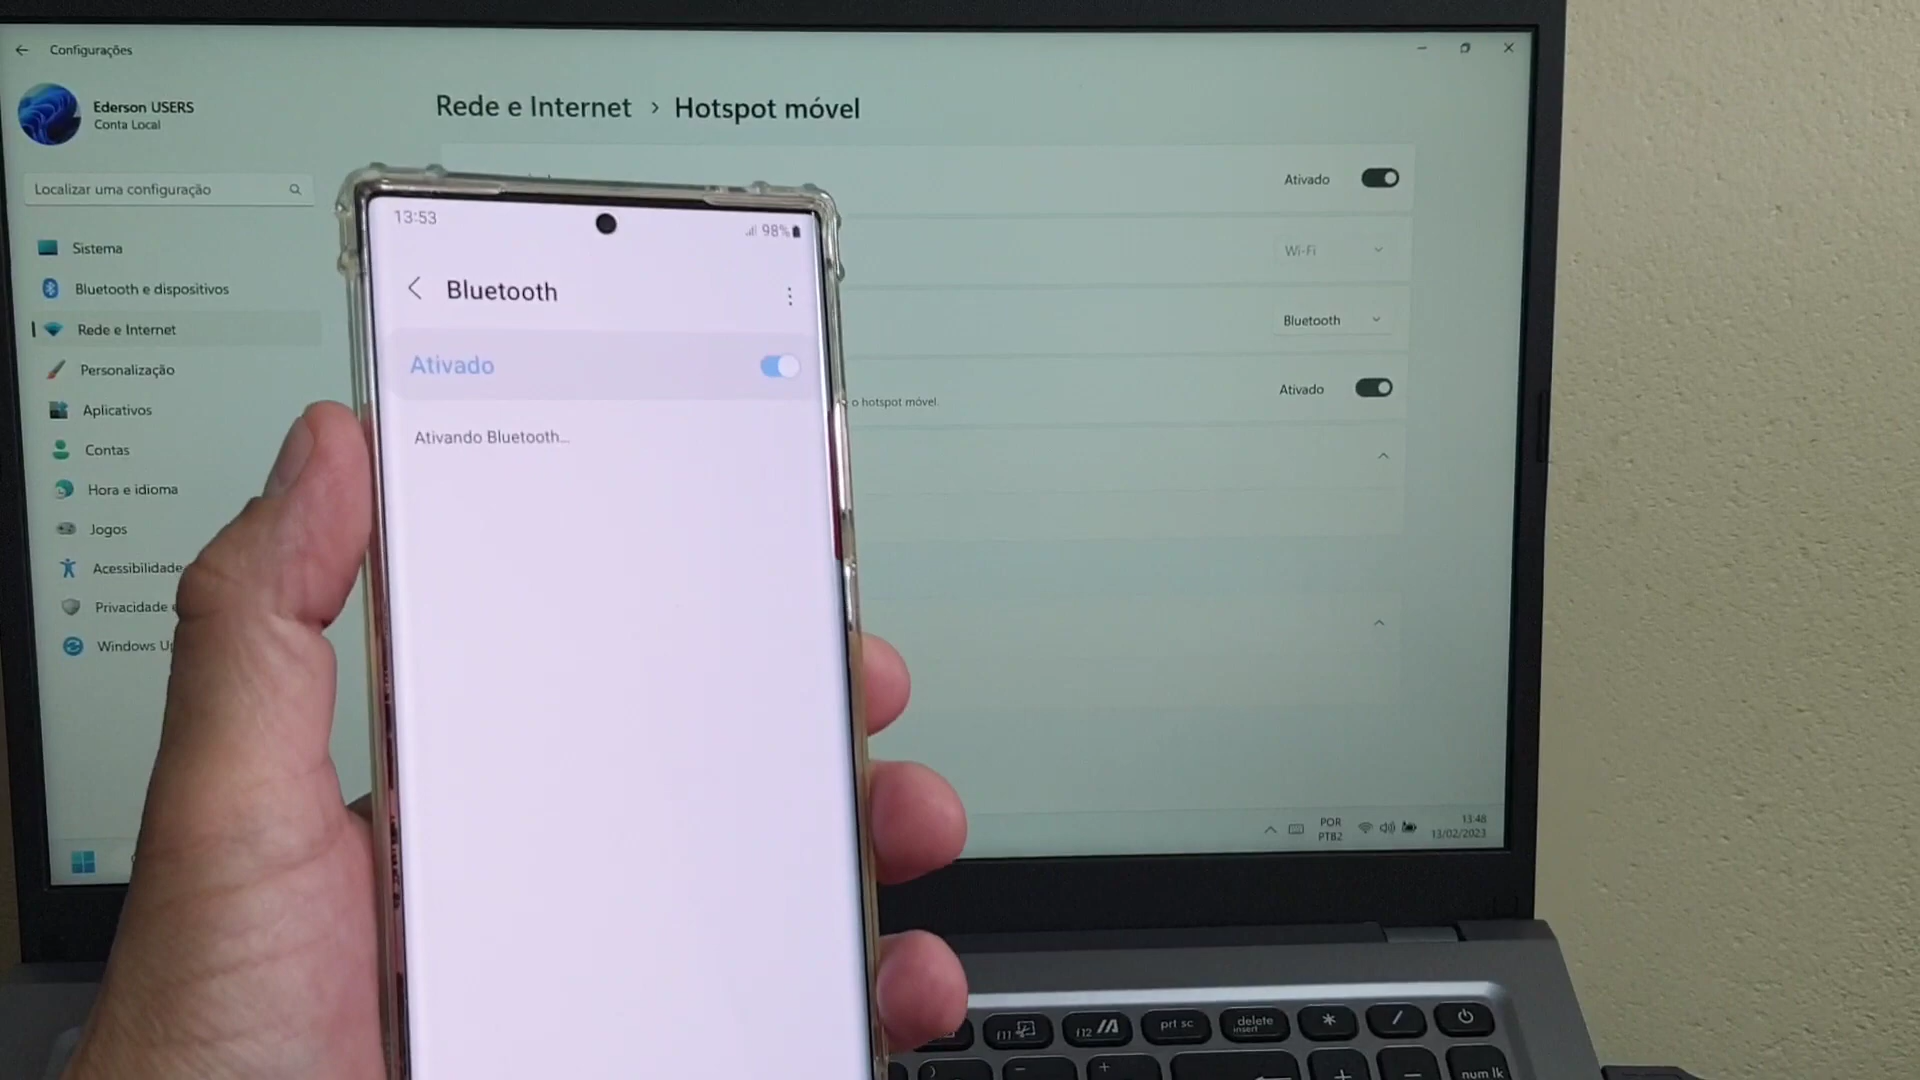 Configurações
Ederson USERS
Conta Local
Localizar uma configuração
Sistema
Bluetooth e dispositivos
Rede e Internet
Personalização
Aplicativos
Contas
Hora e idioma
Jogos
Acessibilidade
Privacidade
Windows
Rede e Internet > Hotspot móvel
Ativado
Wi-Fi
Bluetooth
Ativado
o hotspot móvel.
13:53
98%
Bluetooth
Ativado
Ativando Bluetooth...
POR
PTB2
13:48
13/02/2023
f11
f12
prt sc
delete
insert
*
/
num lk